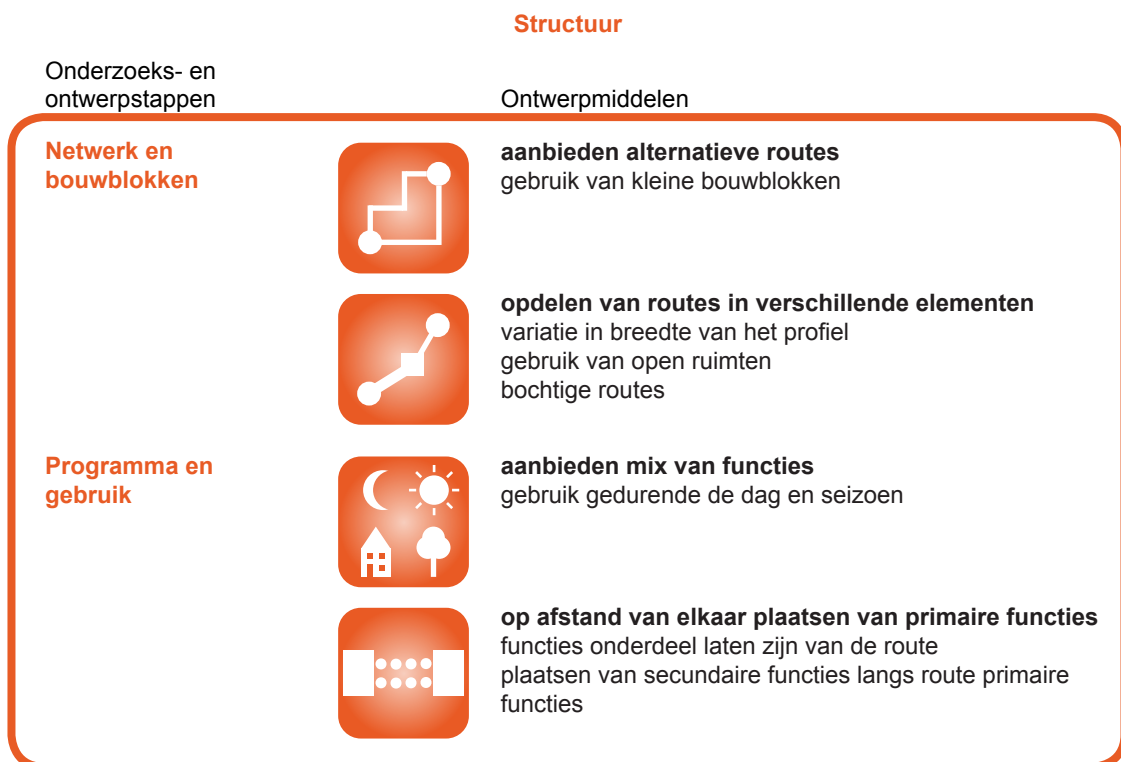 Structuur
Onderzoeks- en
ontwerpstappen
Ontwerpmiddelen
Netwerk en
bouwblokken
aanbieden alternatieve routes
gebruik van kleine bouwblokken
opdelen van routes in verschillende elementen
variatie in breedte van het profiel
gebruik van open ruimten
bochtige routes
Programma en
gebruik
aanbieden mix van functies
gebruik gedurende de dag en seizoen
op afstand van elkaar plaatsen van primaire functies
functies onderdeel laten zijn van de route
plaatsen van secundaire functies langs route primaire
functies